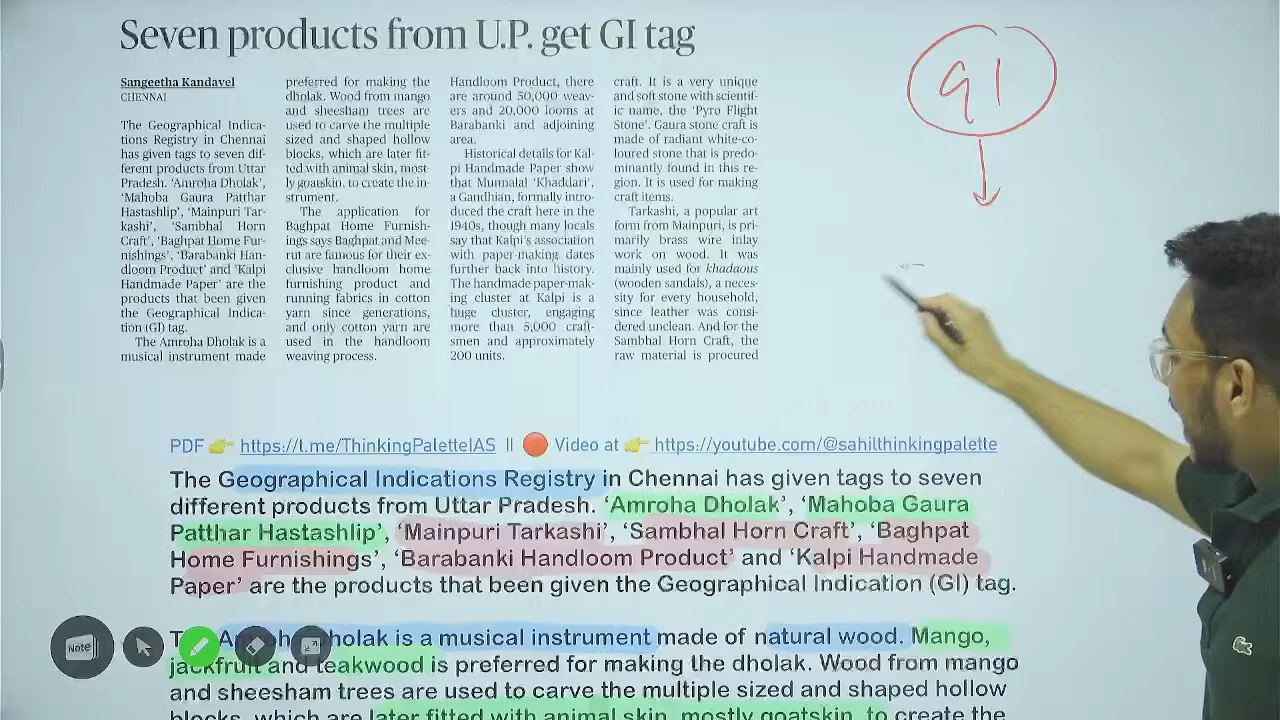 Seven products from U.P. get GI tag
Sangeetha Kandavel
CHENNAI
The Geographical Indica-
tions Registry in Chennai
has given tags to seven dif-
ferent products from Uttar
Pradesh. ‘Amroha Dholak’,
‘Mahoba Gaura Patthar
Hastashlip’, ‘Mainpuri Tar-
kashi’, ‘Sambhal Horn
Craft’, ‘Baghpat Home Fur-
nishings’, ‘Barabanki Han-
dloom Product’ and ‘Kalpi
Handmade Paper’ are the
products that been given
the Geographical Indica-
tion (GI) tag.
The Amroha Dholak is a
musical instrument made
preferred for making the
dholak. Wood from mango
and sheesham trees are
used to carve the multiple
sized and shaped hollow
blocks, which are later fit-
ted with animal skin, most-
ly goatskin, to create the in-
strument.
The application for
Baghpat Home Furnish-
ings says Baghpat and Mee-
rut are famous for their ex-
clusive handloom home
furnishing product and
running fabrics in cotton
yarn since generations,
and only cotton yarn are
used in the handloom
weaving process.
Handloom Product, there
are around 50,000 weav-
ers and 20,000 looms at
Barabanki and adjoining
area.
Historical details for Kal-
pi Handmade Paper show
that Munnalal ‘Khaddari’,
a Gandhian, formally intro-
duced the craft here in the
1940s, though many locals
say that Kalpi's association
with paper-making dates
further back into history.
The handmade paper-mak-
ing cluster at Kalpi is a
huge cluster, engaging
more than 5,000 craft-
smen and approximately
200 units.
craft. It is a very unique
and soft stone with scientif-
ic name, the ‘Pyro Flight
Stone’. Gaura stone craft is
made of radiant white-co-
loured stone that is predo-
minantly found in this re-
gion. It is used for making
craft items.
Tarkashi, a popular art
form from Mainpuri, is pri-
marily brass wire inlay
work on wood. It was
mainly used for khadaous
(wooden sandals), a neces-
sity for every household,
since leather was consi-
dered unclean. And for the
Sambhal Horn Craft, the
raw material is procured
GI
PDF 👉 https://t.me/ThinkingPaletteIAS || 🔴 Video at 👉 https://youtube.com/@sahilthinkingpalette
The Geographical Indications Registry in Chennai has given tags to seven
different products from Uttar Pradesh. ‘Amroha Dholak’, ‘Mahoba Gaura
Patthar Hastashlip’, ‘Mainpuri Tarkashi’, ‘Sambhal Horn Craft’, ‘Baghpat
Home Furnishings’, ‘Barabanki Handloom Product’ and ‘Kalpi Handmade
Paper’ are the products that been given the Geographical Indication (GI) tag.
Dholak is a musical instrument made of natural wood. Mango,
jackfruit and teakwood is preferred for making the dholak. Wood from mango
and sheesham trees are used to carve the multiple sized and shaped hollow
blocks, which are later fitted with animal skin, mostly goatskin, to create the
Note